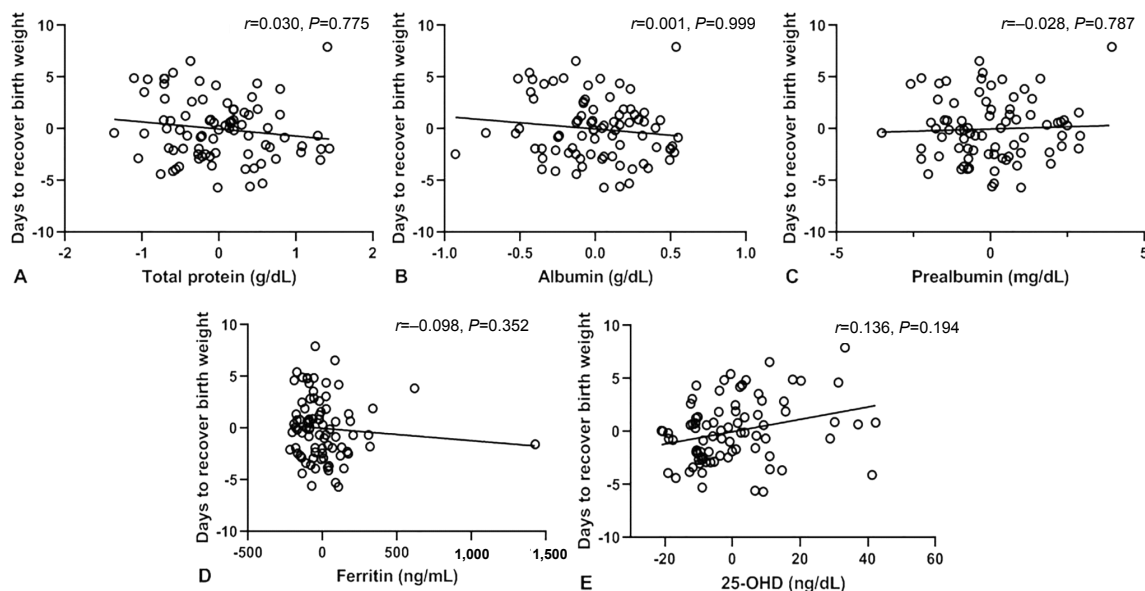 r=0.030, P=0.775
Days to recover birth weight
10
5
0
-5
-10
-2
-1
0
1
2
A
Total protein (g/dL)
r=0.001, P=0.999
Days to recover birth weight
10
5
0
-5
-10
-1.0
-0.5
0.0
0.5
1.0
B
Albumin (g/dL)
r=–0.028, P=0.787
Days to recover birth weight
10
5
0
-5
-10
-5
0
5
C
Prealbumin (mg/dL)
r=–0.098, P=0.352
Days to recover birth weight
10
5
0
-5
-10
-500
0
500
1,000
1,500
D
Ferritin (ng/mL)
r=0.136, P=0.194
Days to recover birth weight
10
5
0
-5
-10
-20
0
20
40
60
E
25-OHD (ng/dL)